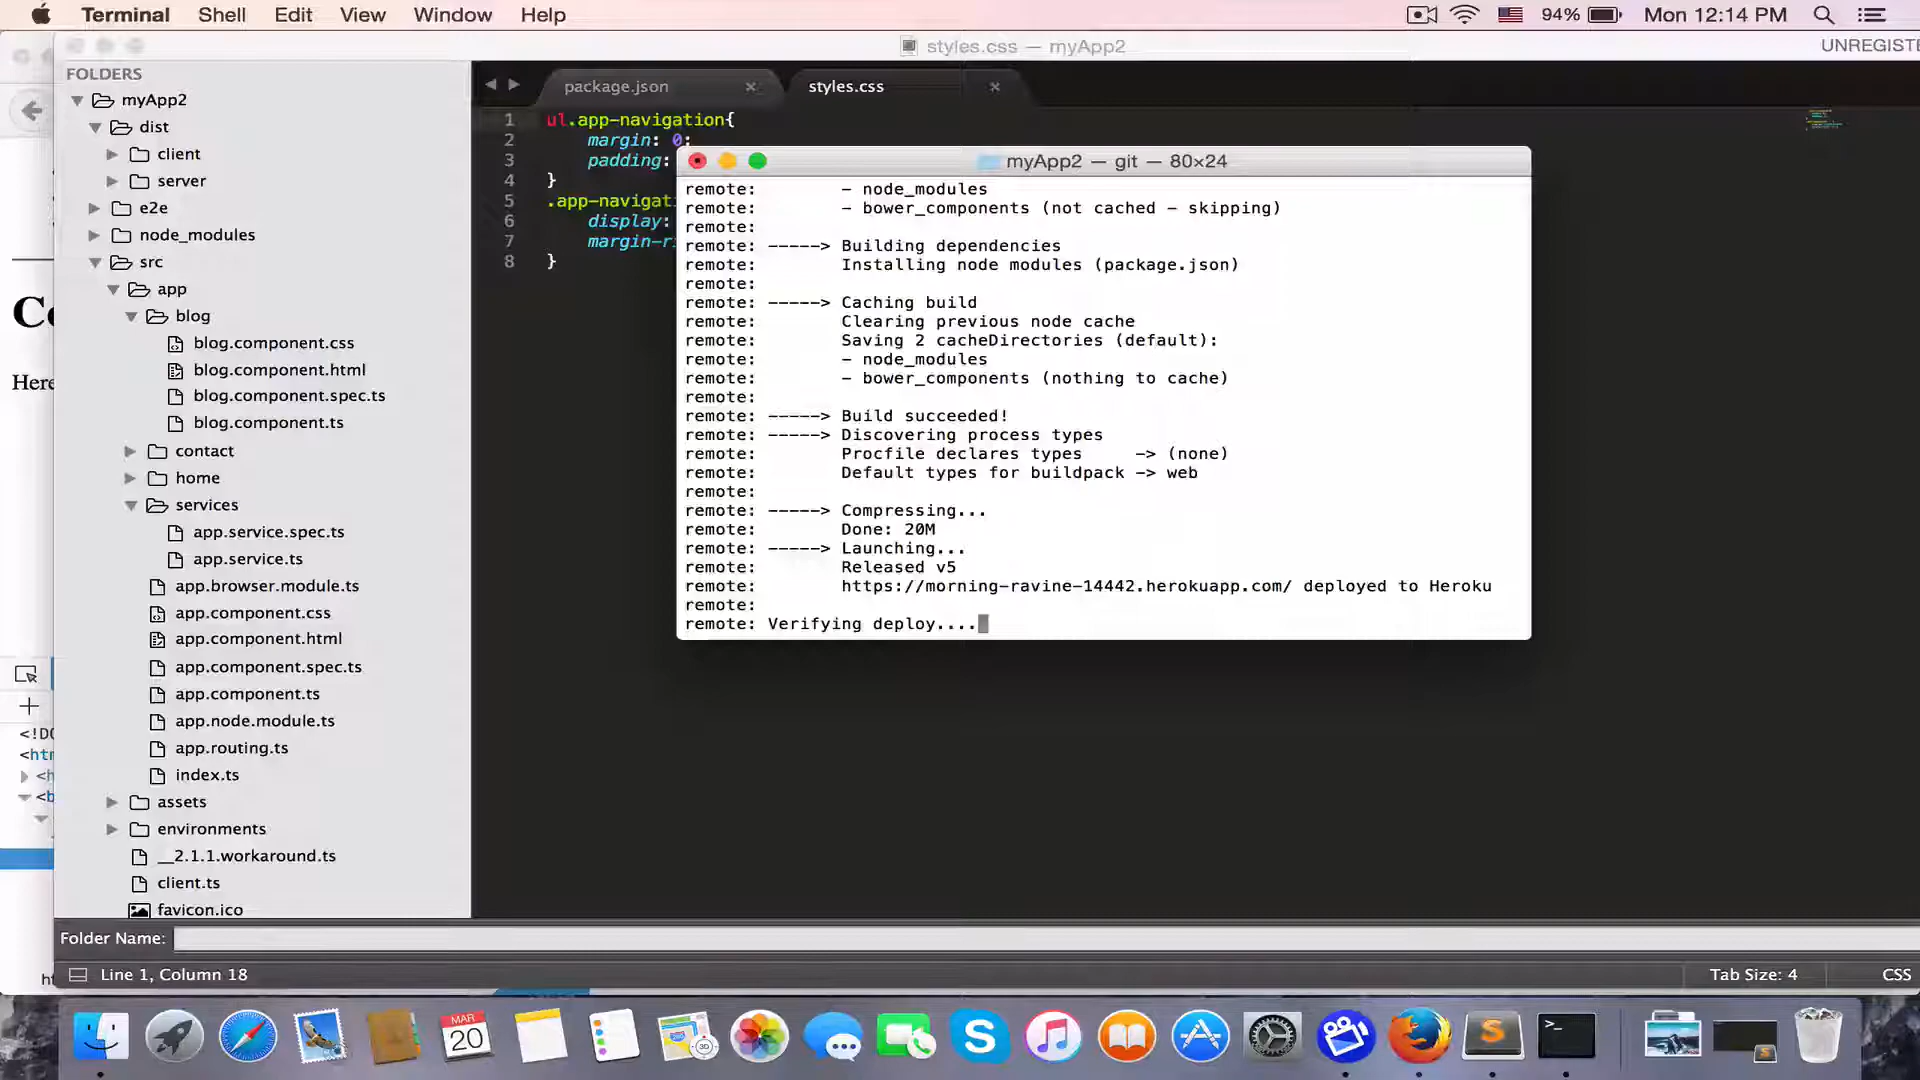 Terminal Shell Edit View Window Help 94% Mon 12:14 PM
styles.css — myApp2
FOLDERS
myApp2
dist
client
server
e2e
node_modules
src
app
blog
blog.component.css
blog.component.html
blog.component.spec.ts
blog.component.ts
contact
home
services
app.service.spec.ts
app.service.ts
app.browser.module.ts
app.component.css
app.component.html
app.component.spec.ts
app.component.ts
app.node.module.ts
app.routing.ts
index.ts
assets
environments
__2.1.1.workaround.ts
client.ts
favicon.ico
package.json
styles.css
1 ul.app-navigation{
2 margin: 0;
3 padding:
4 }
5 .app-navigati
6 display:
7 margin-r
8 }
myApp2 — git — 80×24
remote: - node_modules
remote: - bower_components (not cached - skipping)
remote:
remote: -----> Building dependencies
remote: Installing node modules (package.json)
remote:
remote: -----> Caching build
remote: Clearing previous node cache
remote: Saving 2 cacheDirectories (default):
remote: - node_modules
remote: - bower_components (nothing to cache)
remote:
remote: -----> Build succeeded!
remote: -----> Discovering process types
remote: Procfile declares types -> (none)
remote: Default types for buildpack -> web
remote:
remote: -----> Compressing...
remote: Done: 20M
remote: -----> Launching...
remote: Released v5
remote: https://morning-ravine-14442.herokuapp.com/ deployed to Heroku
remote:
remote: Verifying deploy....
Here
Folder Name:
Line 1, Column 18
Tab Size: 4
CSS
MAR
20
3D